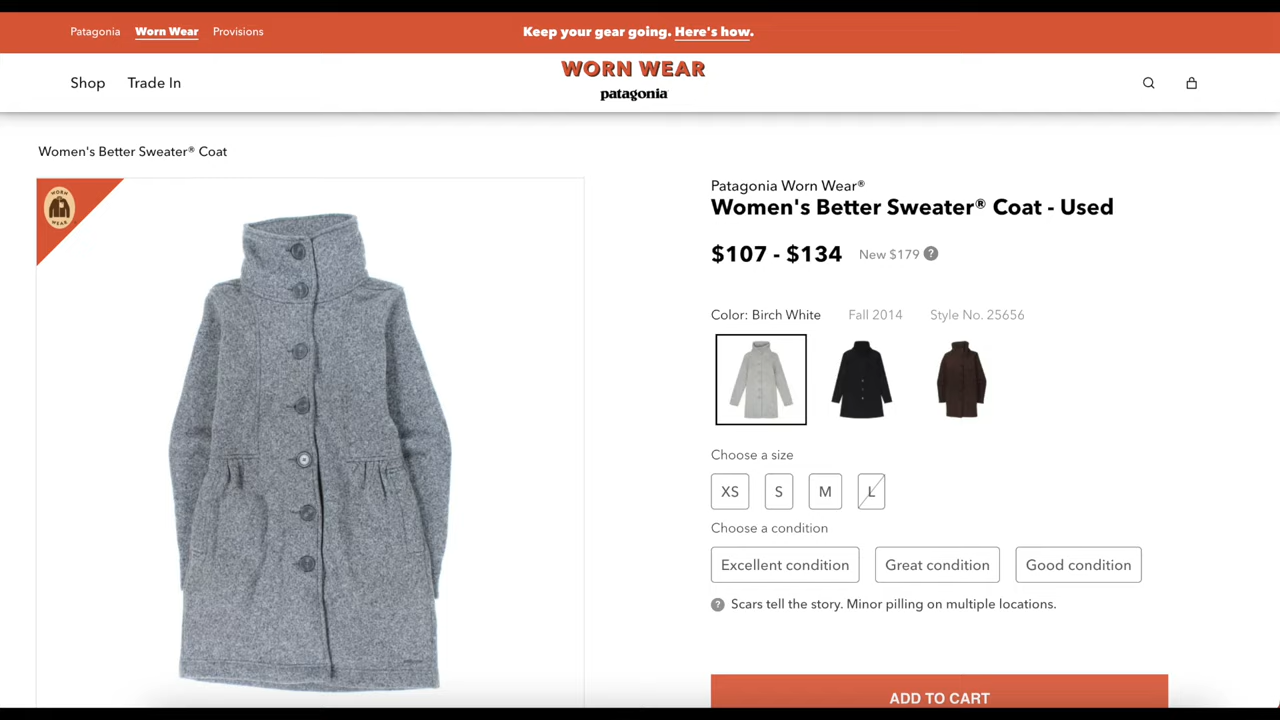 Patagonia Worn Wear Provisions
Keep your gear going. Here's how.
Shop Trade In
WORN WEAR
patagonia
Women's Better Sweater® Coat
WORN
WEAR
Patagonia Worn Wear®
Women's Better Sweater® Coat - Used
$107 - $134 New $179 ?
Color: Birch White Fall 2014 Style No. 25656
Choose a size
XS S M L
Choose a condition
Excellent condition Great condition Good condition
? Scars tell the story. Minor pilling on multiple locations.
ADD TO CART